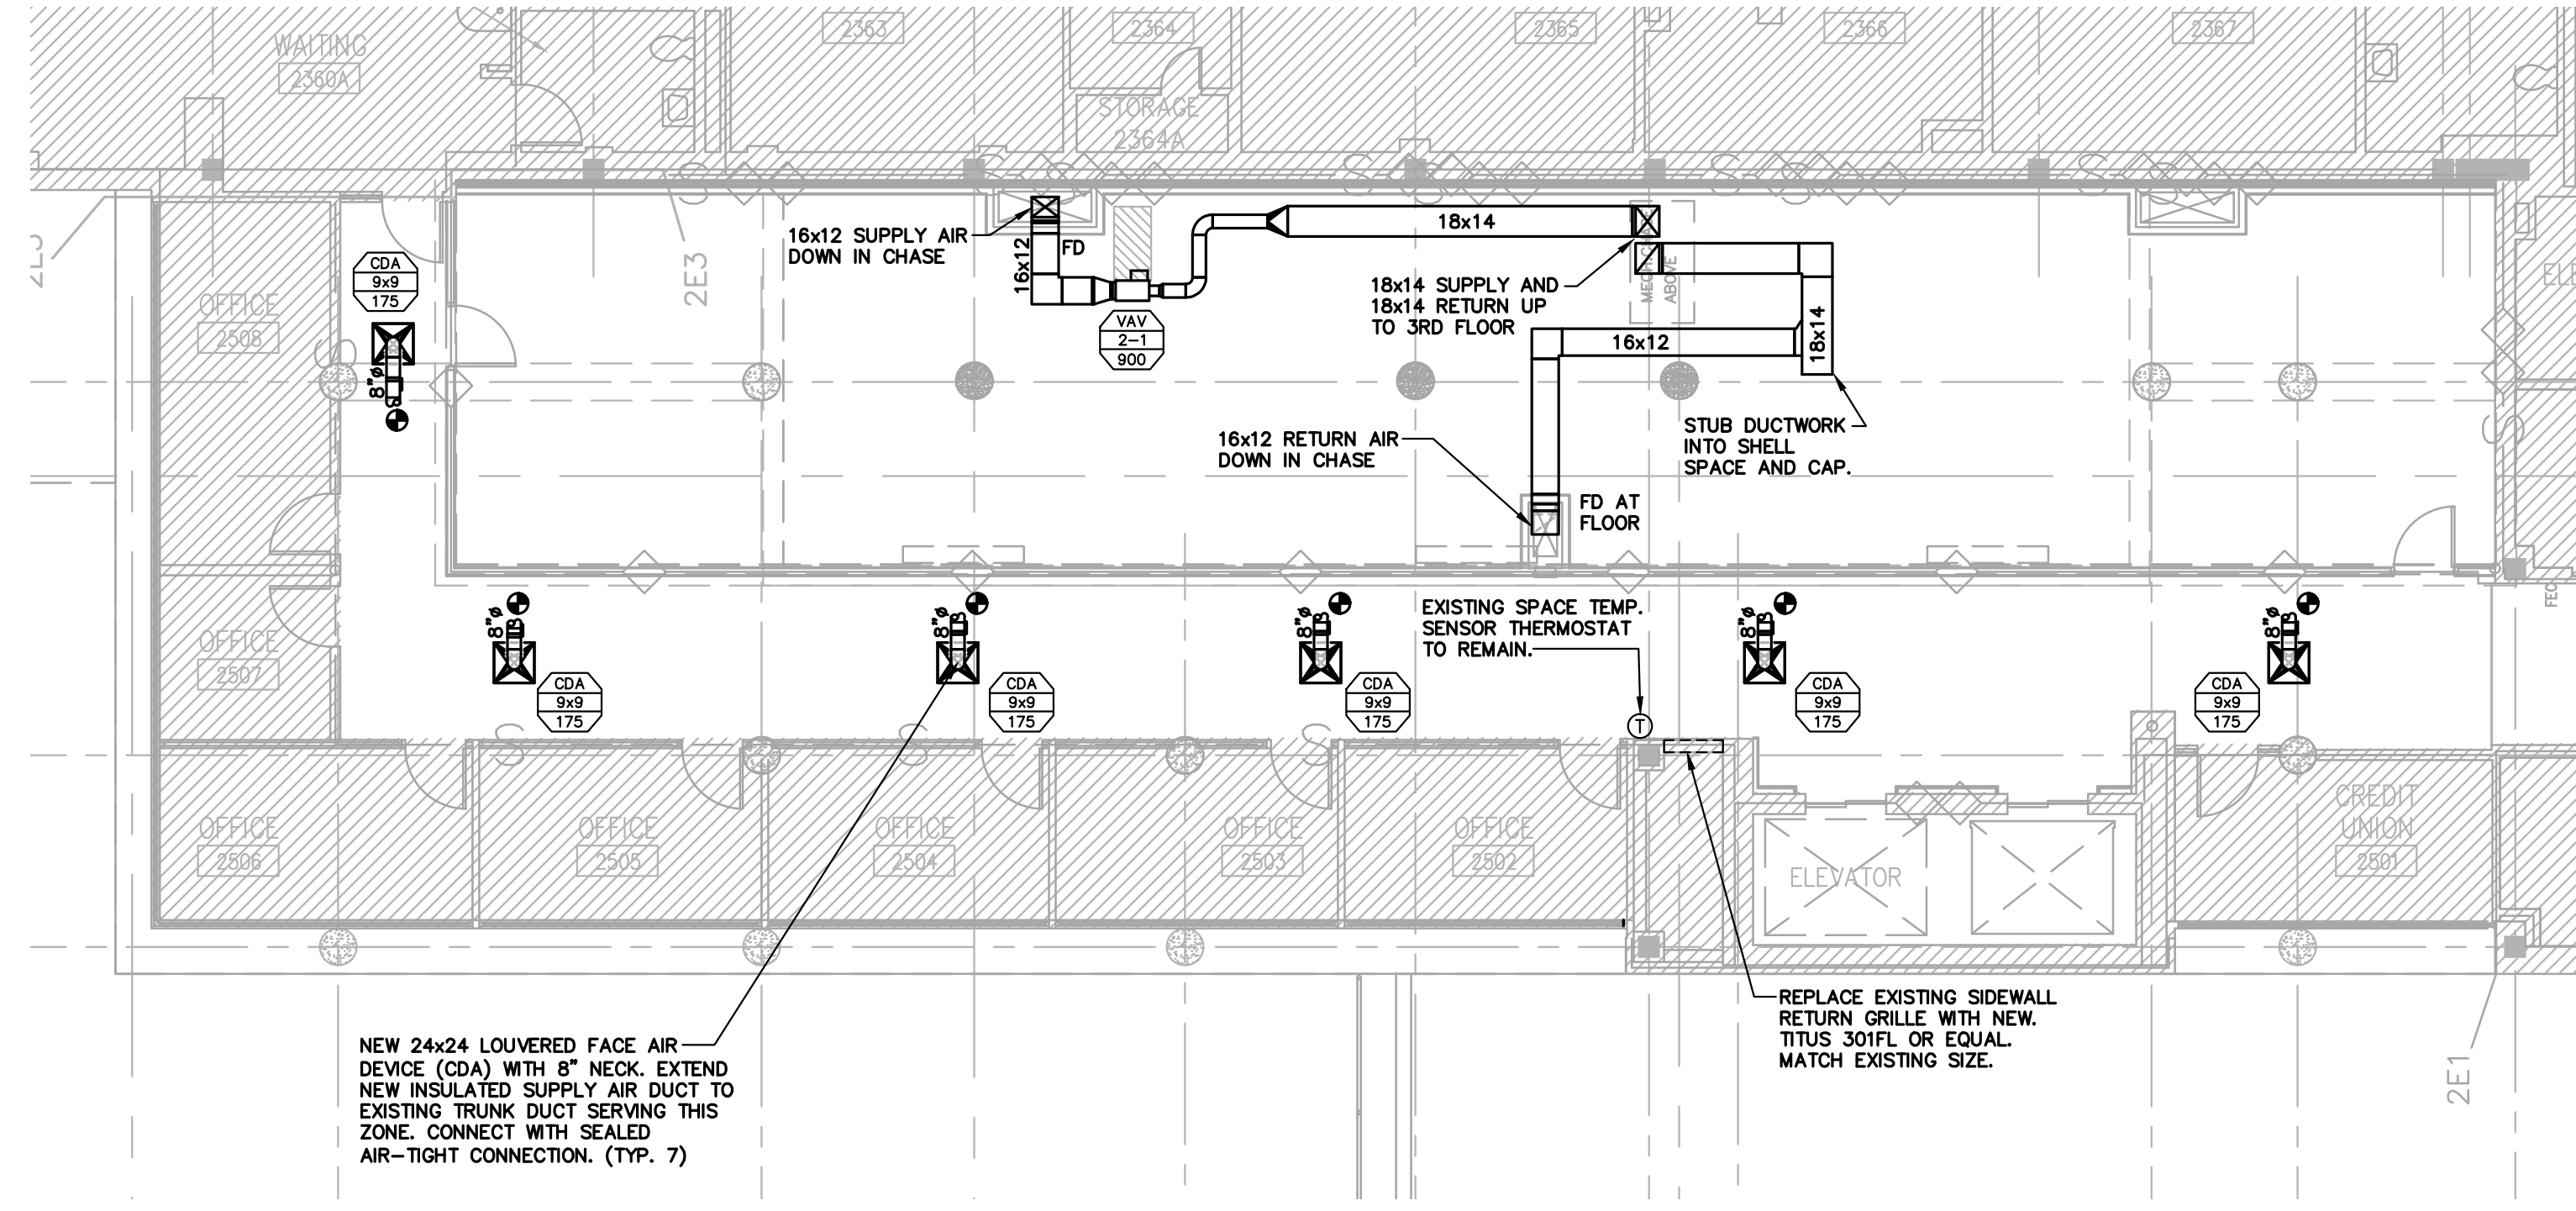 2363
2364
2365
2366
2367
WAITING
2360A
STORAGE
2364A
2E3
16x12 SUPPLY AIR
DOWN IN CHASE
16x12
FD
18x14
18x14 SUPPLY AND
18x14 RETURN UP
TO 3RD FLOOR
ABOVE
CDA
9x9
175
OFFICE
2508
8"ø
VAV
2-1
900
16x12
18x14
STUB DUCTWORK
INTO SHELL
SPACE AND CAP.
16x12 RETURN AIR
DOWN IN CHASE
FD AT
FLOOR
S
S
S
S
S
S
S
S
S
S
FEC
8"ø
8"ø
8"ø
8"ø
8"ø
EXISTING SPACE TEMP.
SENSOR THERMOSTAT
TO REMAIN.
OFFICE
2507
CDA
9x9
175
CDA
9x9
175
CDA
9x9
175
CDA
9x9
175
CDA
9x9
175
T
S
S
S
OFFICE
2506
OFFICE
2505
OFFICE
2504
OFFICE
2503
OFFICE
2502
ELEVATOR
CREDIT
UNION
2501
REPLACE EXISTING SIDEWALL
RETURN GRILLE WITH NEW.
TITUS 301FL OR EQUAL.
MATCH EXISTING SIZE.
2E1
NEW 24x24 LOUVERED FACE AIR
DEVICE (CDA) WITH 8" NECK. EXTEND
NEW INSULATED SUPPLY AIR DUCT TO
EXISTING TRUNK DUCT SERVING THIS
ZONE. CONNECT WITH SEALED
AIR-TIGHT CONNECTION. (TYP. 7)